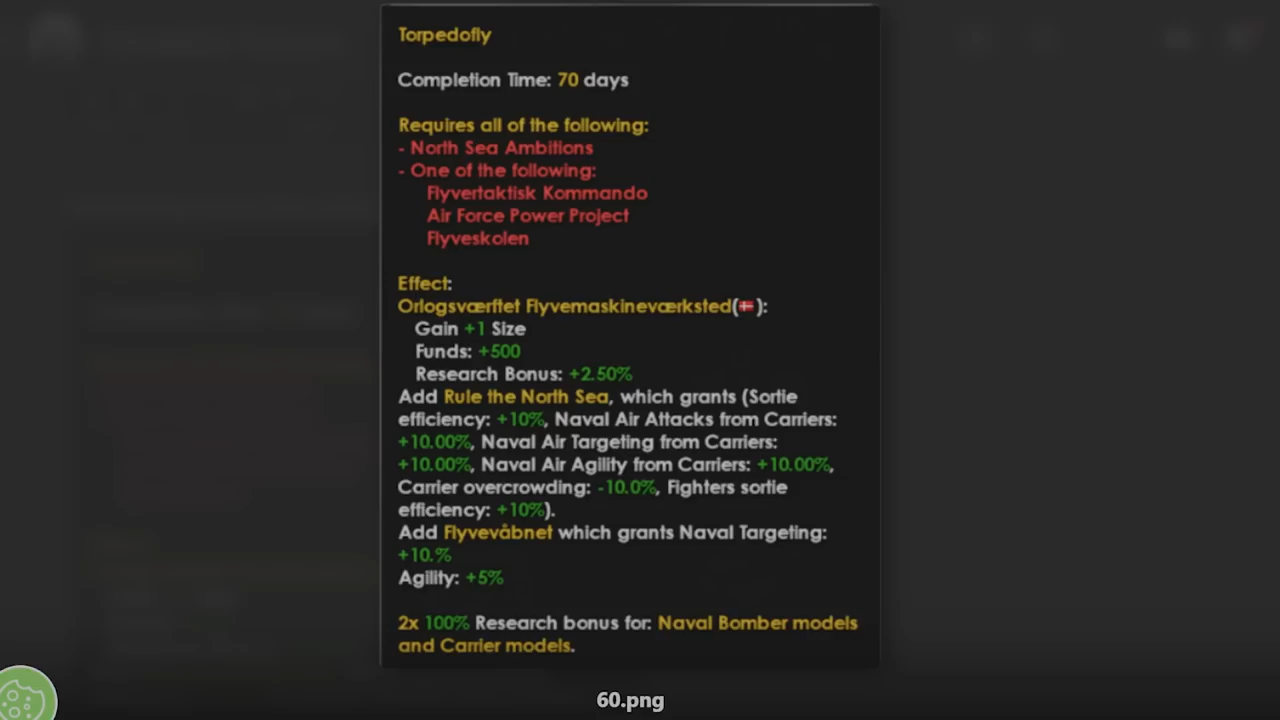 Torpedofly
Completion Time: 70 days
Requires all of the following:
- North Sea Ambitions
- One of the following:
Flyvertaktisk Kommando
Air Force Power Project
Flyveskolen
Effect:
Orlogsværftet Flyvemaskineværksted(🇩🇰):
Gain +1 Size
Funds: +500
Research Bonus: +2.50%
Add Rule the North Sea, which grants (Sortie
efficiency: +10%, Naval Air Attacks from Carriers:
+10.00%, Naval Air Targeting from Carriers:
+10.00%, Naval Air Agility from Carriers: +10.00%,
Carrier overcrowding: -10.0%, Fighters sortie
efficiency: +10%).
Add Flyvevåbnet which grants Naval Targeting:
+10.%
Agility: +5%
2x 100% Research bonus for: Naval Bomber models
and Carrier models.
60.png